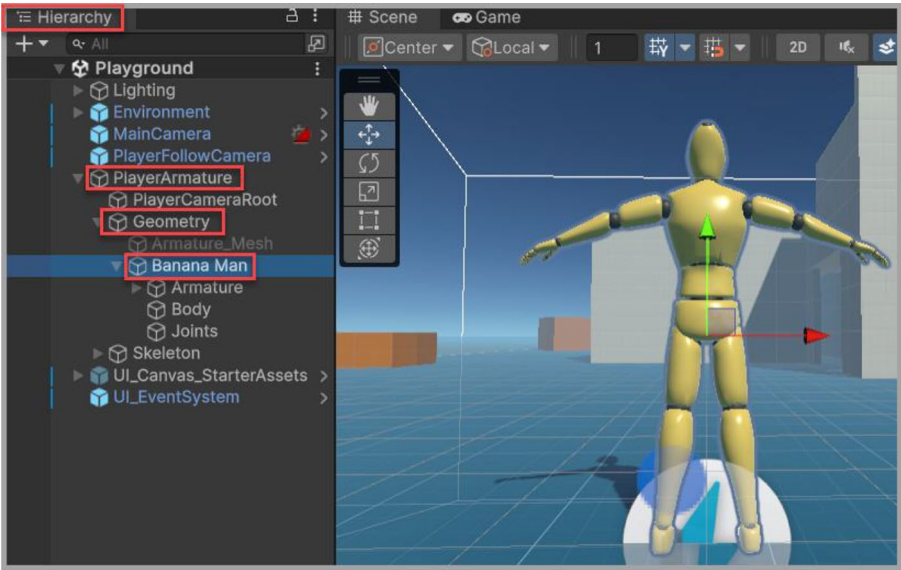 Hierarchy
All
Playground
Lighting
Environment
MainCamera
PlayerFollowCamera
PlayerArmature
PlayerCameraRoot
Geometry
Armature_Mesh
Banana Man
Armature
Body
Joints
Skeleton
UI_Canvas_StarterAssets
UI_EventSystem
Scene Game
Center Local 1 2D